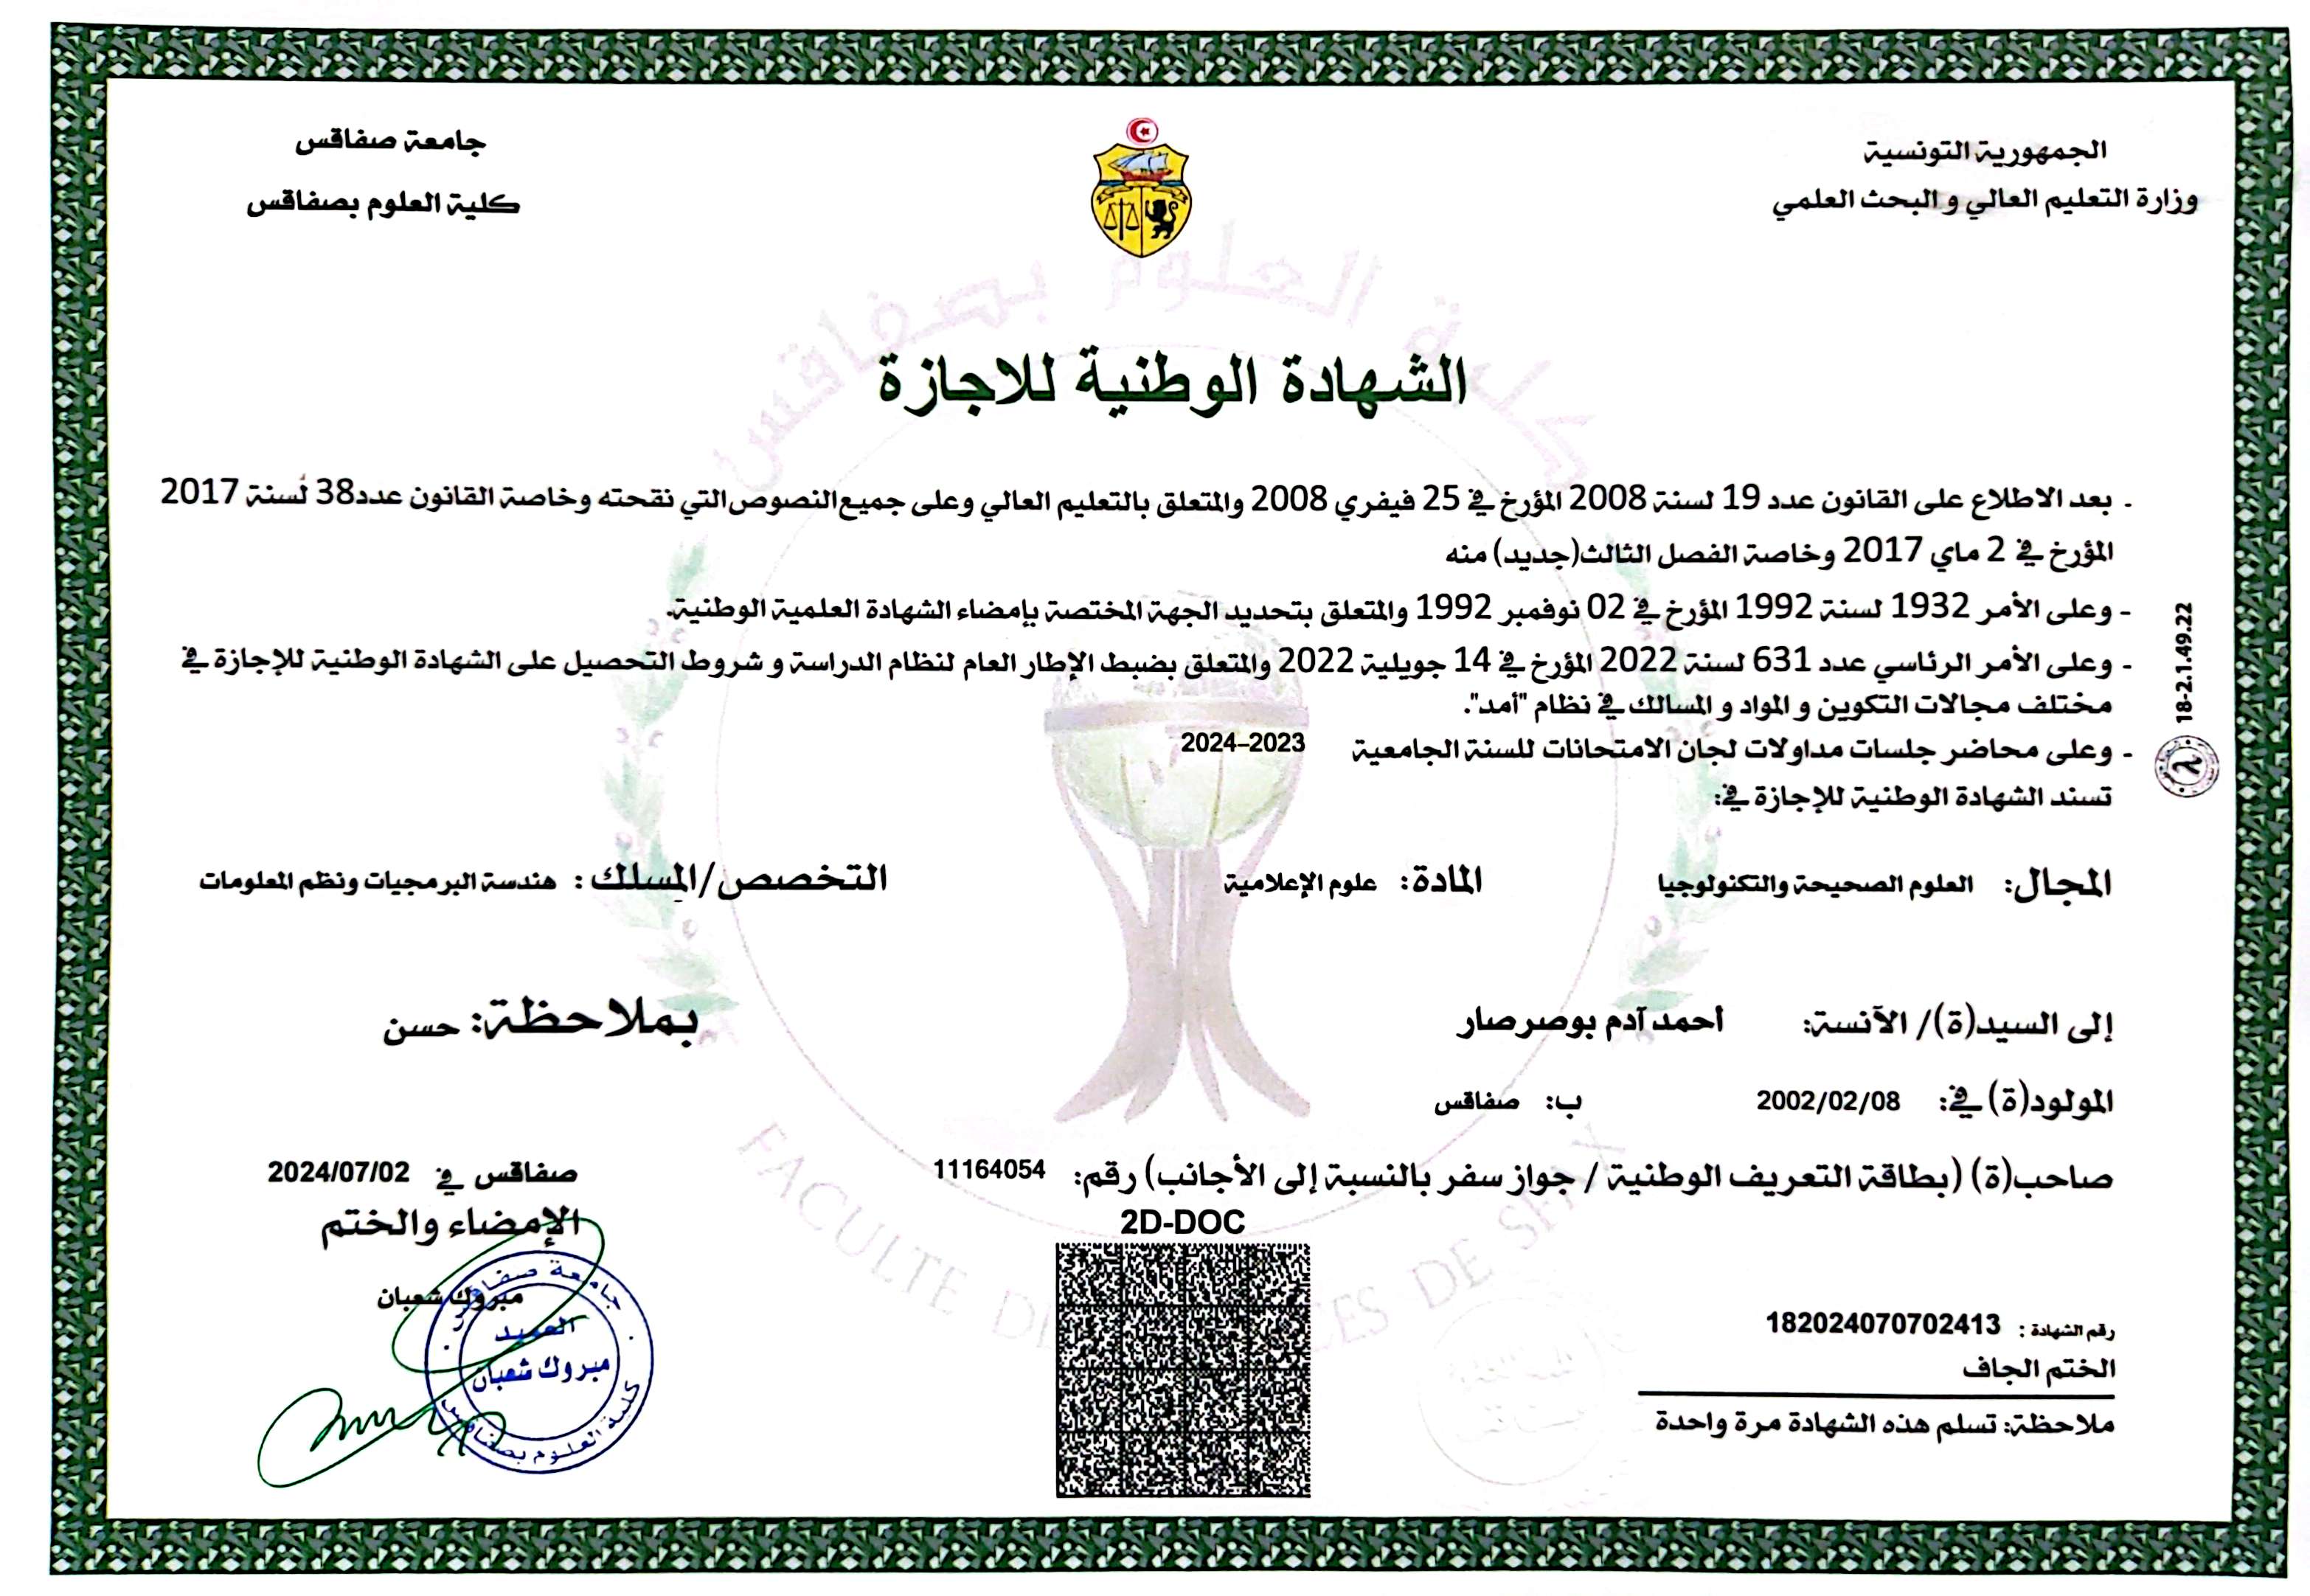 الجمهورية التونسية
وزارة التعليم العالي و البحث العلمي
جامعة صفاقس
كلية العلوم بصفاقس
كلية العلوم بصفاقس
الشهادة الوطنية للاجازة
- بعد الاطلاع على القانون عدد 19 لسنة 2008 المؤرخ في 25 فيفري 2008 والمتعلق بالتعليم العالي وعلى جميع النصوص التي نقحته وخاصة القانون عدد38 لسنة 2017
المؤرخ في 2 ماي 2017 وخاصة الفصل الثالث(جديد) منه
- وعلى الأمر 1932 لسنة 1992 المؤرخ في 02 نوفمبر 1992 والمتعلق بتحديد الجهة المختصة بإمضاء الشهادة العلمية الوطنية.
- وعلى الأمر الرئاسي عدد 631 لسنة 2022 المؤرخ في 14 جويلية 2022 والمتعلق بضبط الإطار العام لنظام الدراسة و شروط التحصيل على الشهادة الوطنية للإجازة في
مختلف مجالات التكوين و المواد و المسالك في نظام "أمد".
- وعلى محاضر جلسات مداولات لجان الامتحانات للسنة الجامعية 2023-2024
تسند الشهادة الوطنية للإجازة في:
18-2.1.49.22
المجال: العلوم الصحيحة والتكنولوجيا المادة: علوم الإعلامية التخصص/المسلك: هندسة البرمجيات ونظم المعلومات
إلى السيد(ة)/ الآنسة: أحمد آدم بوصرصار بملاحظة: حسن
المولود(ة) في: 2002/02/08 ب: صفاقس
صاحب(ة) (بطاقة التعريف الوطنية / جواز سفر بالنسبة إلى الأجانب) رقم: 11164054
صفاقس في 2024/07/02
الإمضاء والختم
مبروك شعبان
جامعة صفاقس
العميد
مبروك شعبان
كلية العلوم بصفاقس
2D-DOC
FACULTE DE SFAX
رقم الشهادة : 182024070702413
الختم الجاف
ملاحظة: تسلم هذه الشهادة مرة واحدة